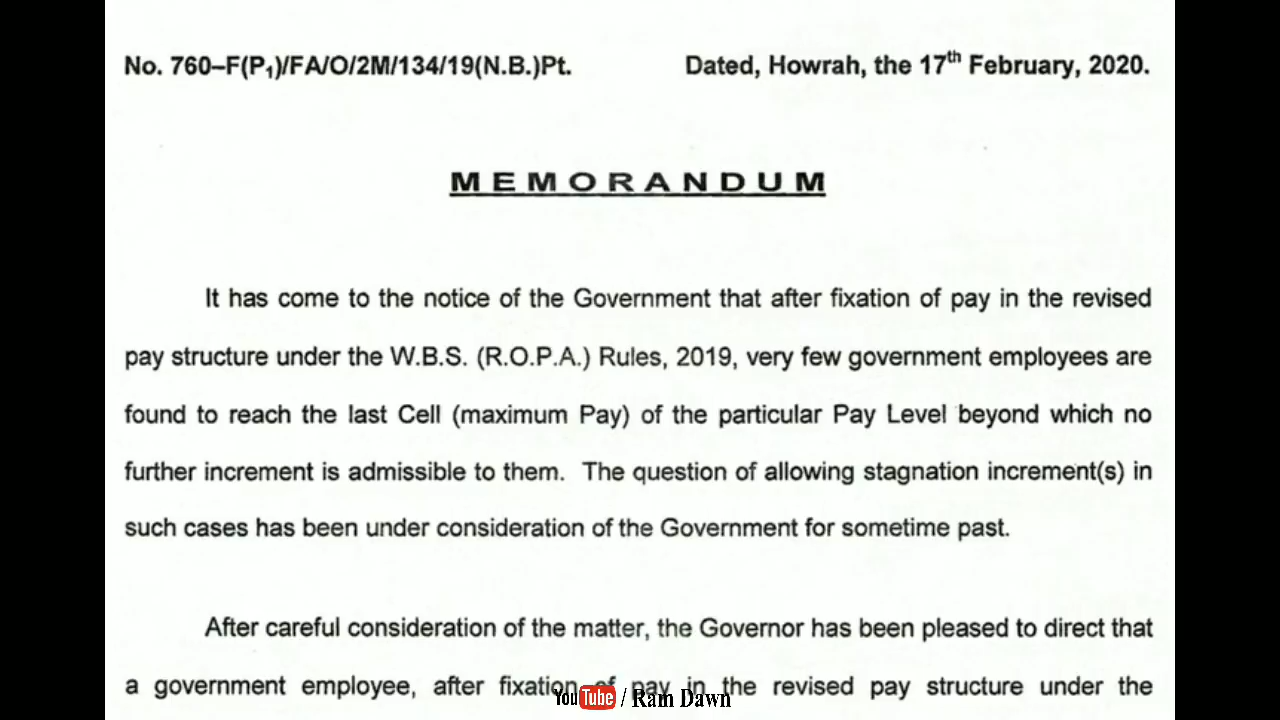 No. 760–F(P₁)/FA/O/2M/134/19(N.B.)Pt. Dated, Howrah, the 17th February, 2020.
MEMORANDUM
It has come to the notice of the Government that after fixation of pay in the revised
pay structure under the W.B.S. (R.O.P.A.) Rules, 2019, very few government employees are
found to reach the last Cell (maximum Pay) of the particular Pay Level beyond which no
further increment is admissible to them. The question of allowing stagnation increment(s) in
such cases has been under consideration of the Government for sometime past.
After careful consideration of the matter, the Governor has been pleased to direct that
a government employee, after fixation of pay in the revised pay structure under the
YouTube / Ram Dawn